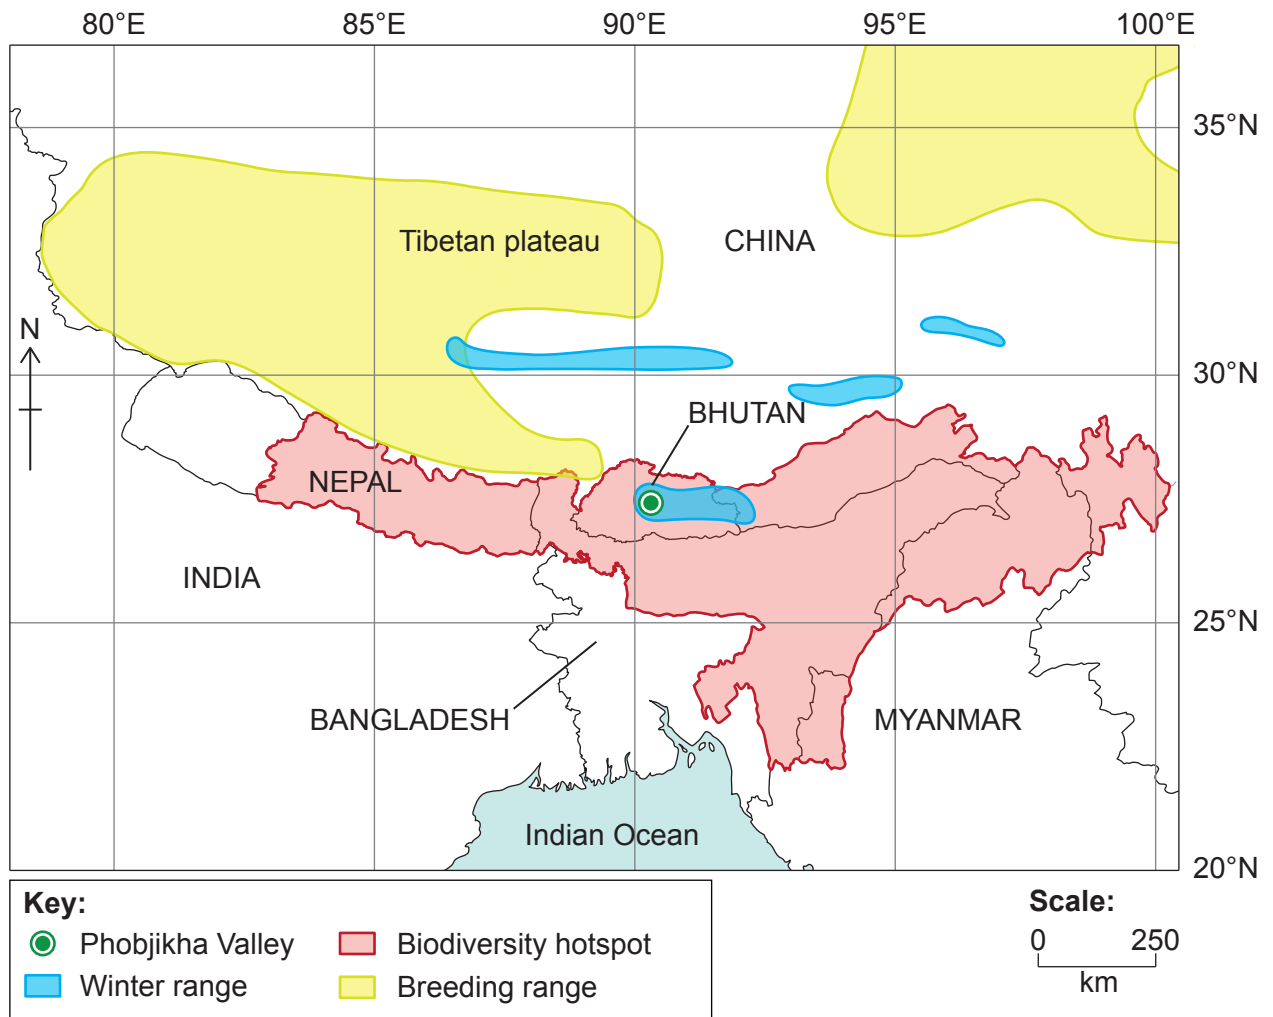 80°E 85°E 90°E 95°E 100°E
35°N
Tibetan plateau
CHINA
N
30°N
BHUTAN
NEPAL
INDIA
25°N
BANGLADESH
MYANMAR
Indian Ocean
20°N
Key:
Phobjikha Valley
Biodiversity hotspot
Winter range
Breeding range
Scale:
0 250
km